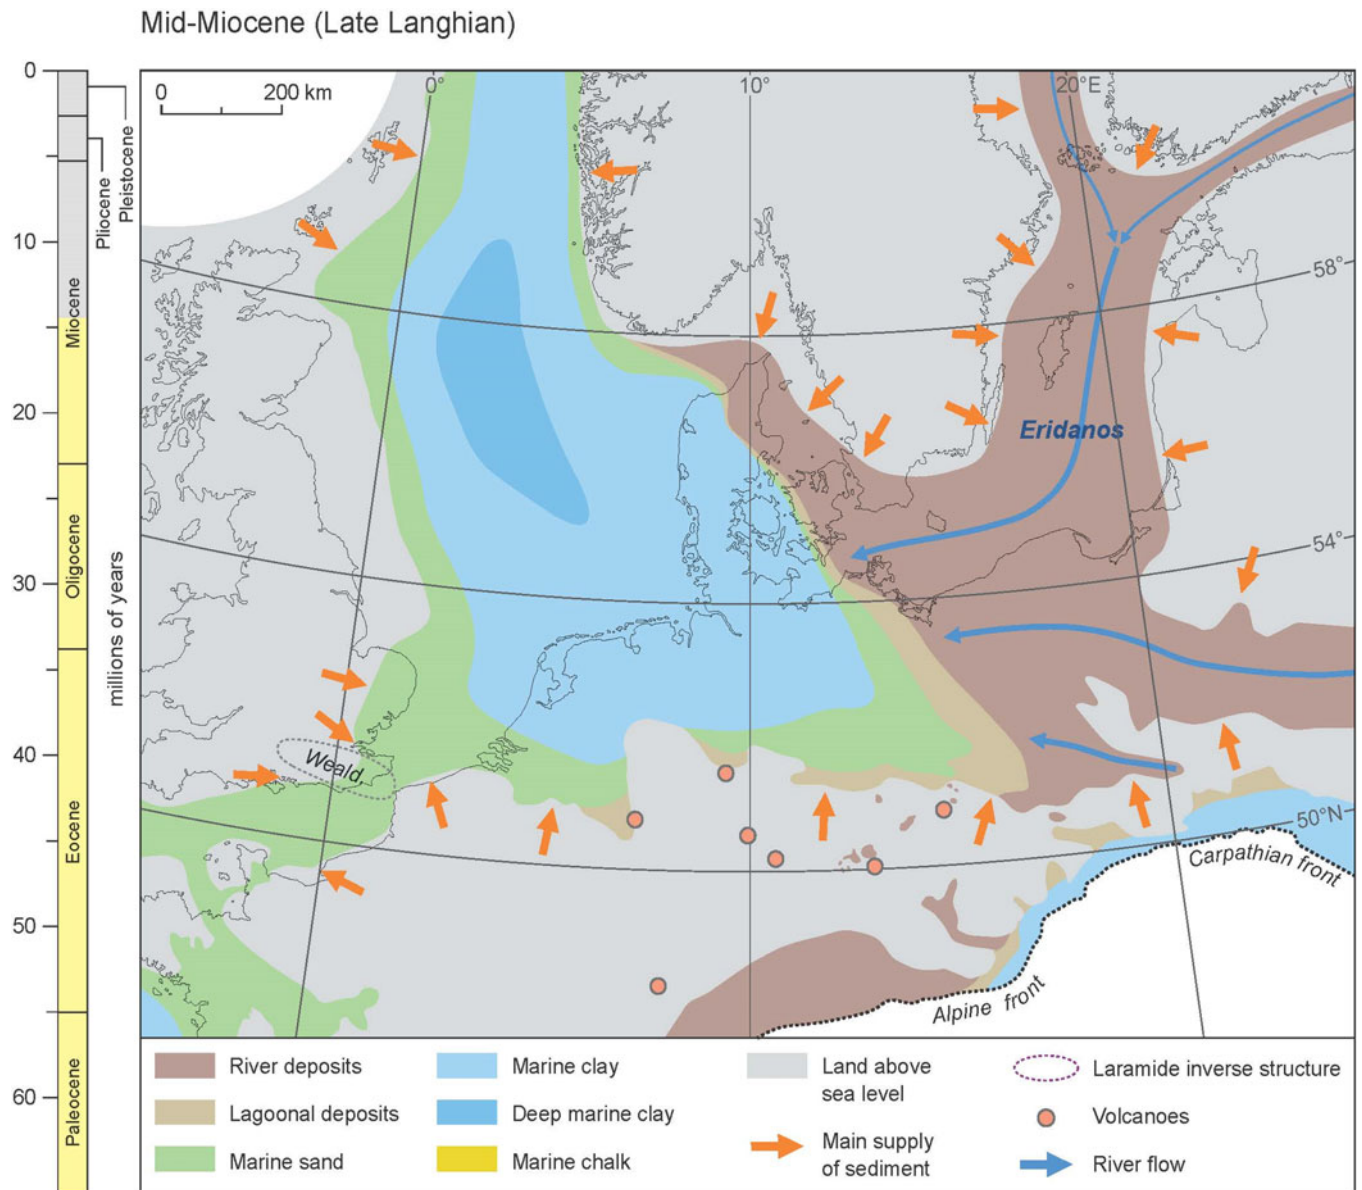 Mid-Miocene (Late Langhian)
0
10
20
30
40
50
60
millions of years
Pleistocene
Pliocene
Miocene
Oligocene
Eocene
Paleocene
0 200 km
0°
10°
20°E
58°
54°
50°N
Eridanos
Weald
Carpathian front
Alpine front
River deposits
Lagoonal deposits
Marine sand
Marine clay
Deep marine clay
Marine chalk
Land above
sea level
Main supply
of sediment
Laramide inverse structure
Volcanoes
River flow